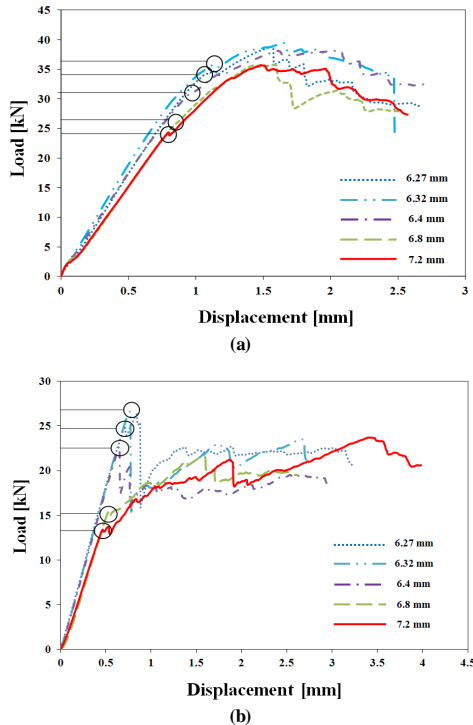 45
40
35
30
25
20
15
10
5
0
Load [kN]
6.27 mm
6.32 mm
6.4 mm
6.8 mm
7.2 mm
0 0.5 1 1.5 2 2.5 3
Displacement [mm]
(a)
30
25
20
15
10
5
0
Load [kN]
6.27 mm
6.32 mm
6.4 mm
6.8 mm
7.2 mm
0 0.5 1 1.5 2 2.5 3 3.5 4 4.5
Displacement [mm]
(b)